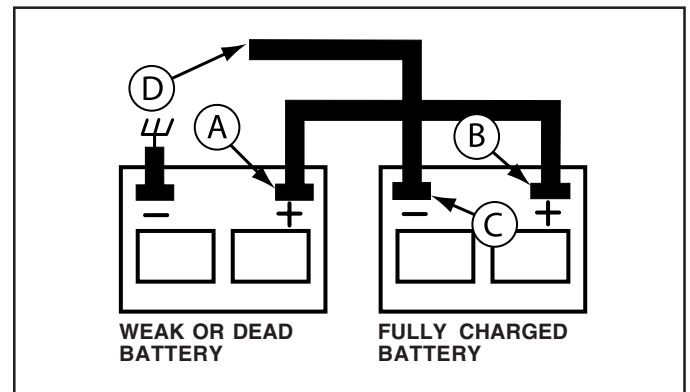 D
A
B
C
− +
− +
WEAK OR DEAD
BATTERY
FULLY CHARGED
BATTERY